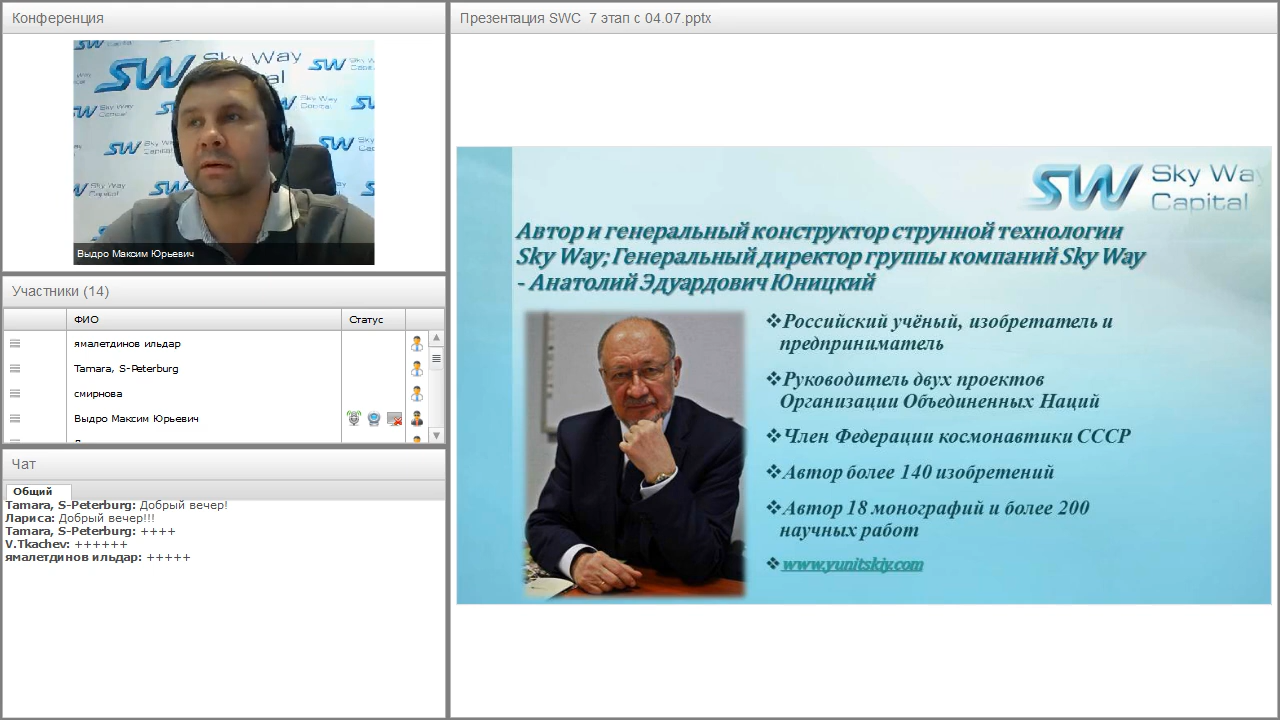 Конференция
Sky Way
Capital
Выдро Максим Юрьевич
Участники (14)
ФИО
Статус
ямалетдинов ильдар
Tamara, S-Peterburg
смирнова
Выдро Максим Юрьевич
Чат
Общий
Tamara, S-Peterburg: Добрый вечер!
Лариса: Добрый вечер!!!
Tamara, S-Peterburg: ++++
V.Tkachev: ++++++
ямалетдинов ильдар: +++++
Презентация SWC 7 этап с 04.07.pptx
SW Sky Way
Capital
Автор и генеральный конструктор струнной технологии
Sky Way; Генеральный директор группы компаний Sky Way
- Анатолий Эдуардович Юницкий
❖Российский учёный, изобретатель и
предприниматель
❖Руководитель двух проектов
Организации Объединенных Наций
❖Член Федерации космонавтики СССР
❖Автор более 140 изобретений
❖Автор 18 монографий и более 200
научных работ
❖www.yunitskiy.com